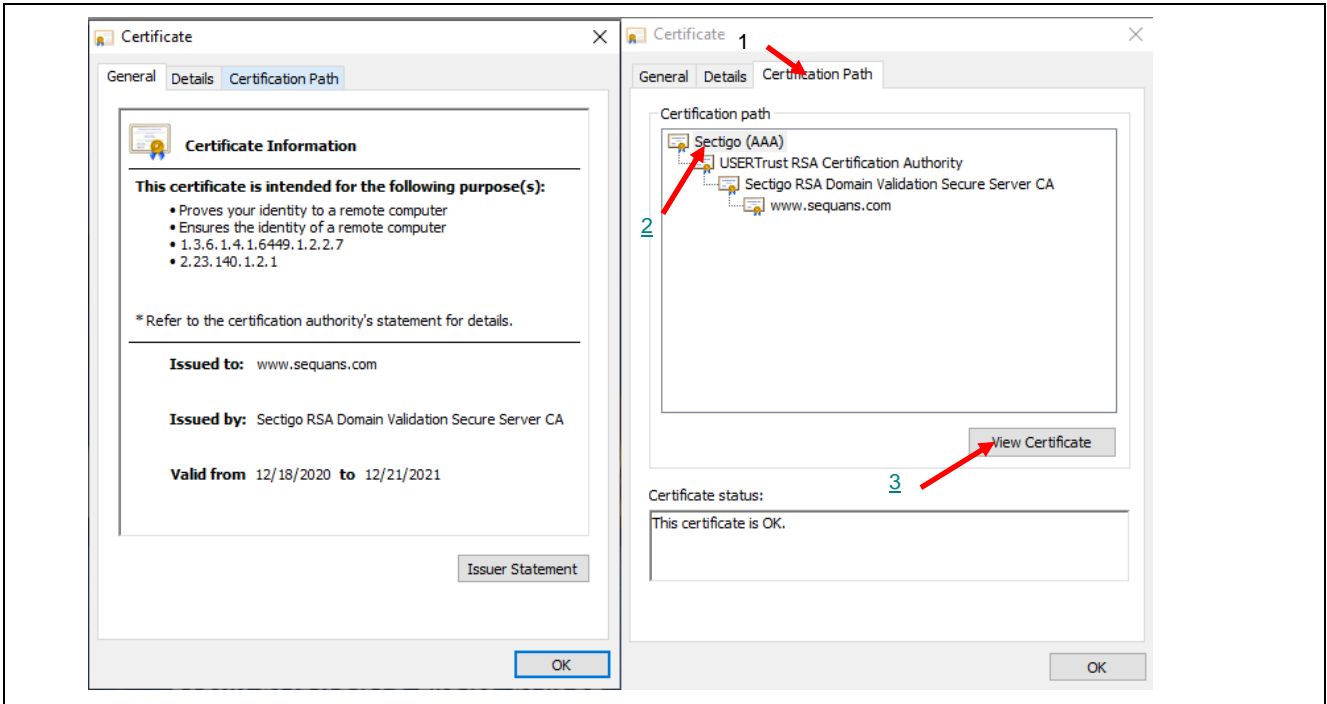 Certificate
General Details Certification Path
Certificate Information
This certificate is intended for the following purpose(s):
• Proves your identity to a remote computer
• Ensures the identity of a remote computer
• 1.3.6.1.4.1.6449.1.2.2.7
• 2.23.140.1.2.1
* Refer to the certification authority's statement for details.
Issued to: www.sequans.com
Issued by: Sectigo RSA Domain Validation Secure Server CA
Valid from 12/18/2020 to 12/21/2021
Issuer Statement
OK
Certificate
1
General Details Certification Path
Certification path
Sectigo (AAA)
USERTrust RSA Certification Authority
Sectigo RSA Domain Validation Secure Server CA
www.sequans.com
2
View Certificate
3
Certificate status:
This certificate is OK.
OK